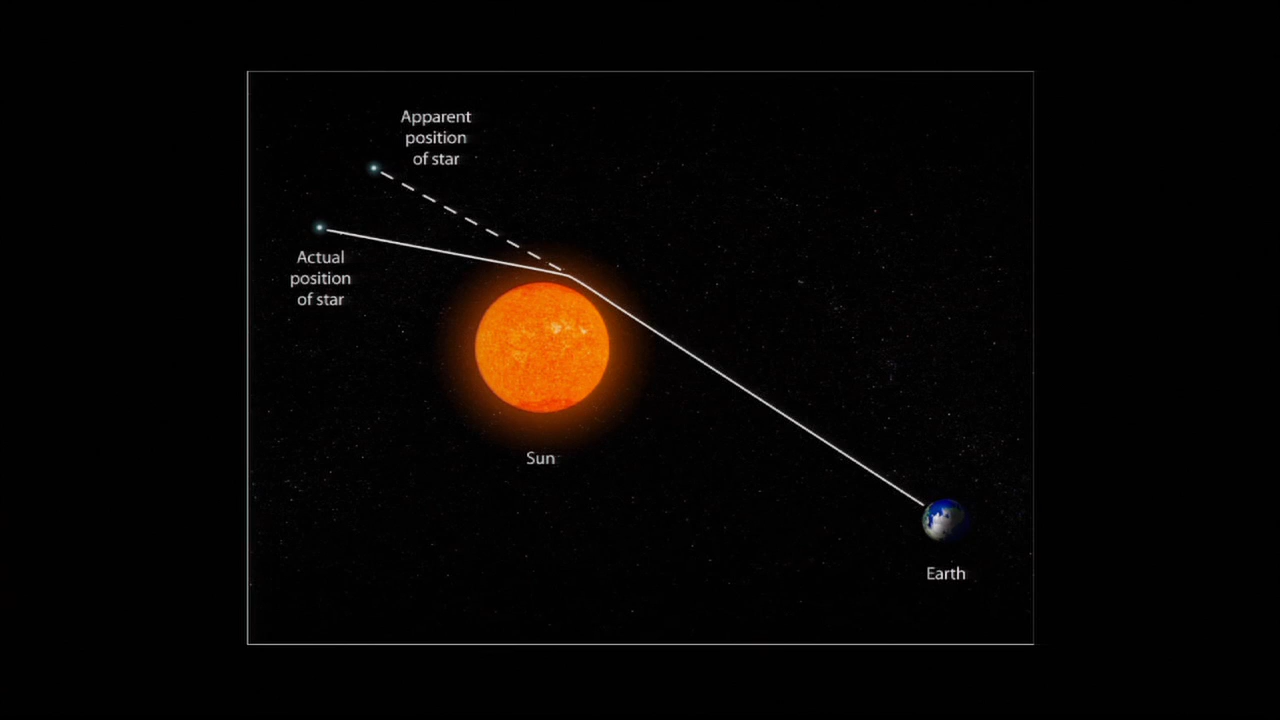 Apparent
position
of star
Actual
position
of star
Sun
Earth